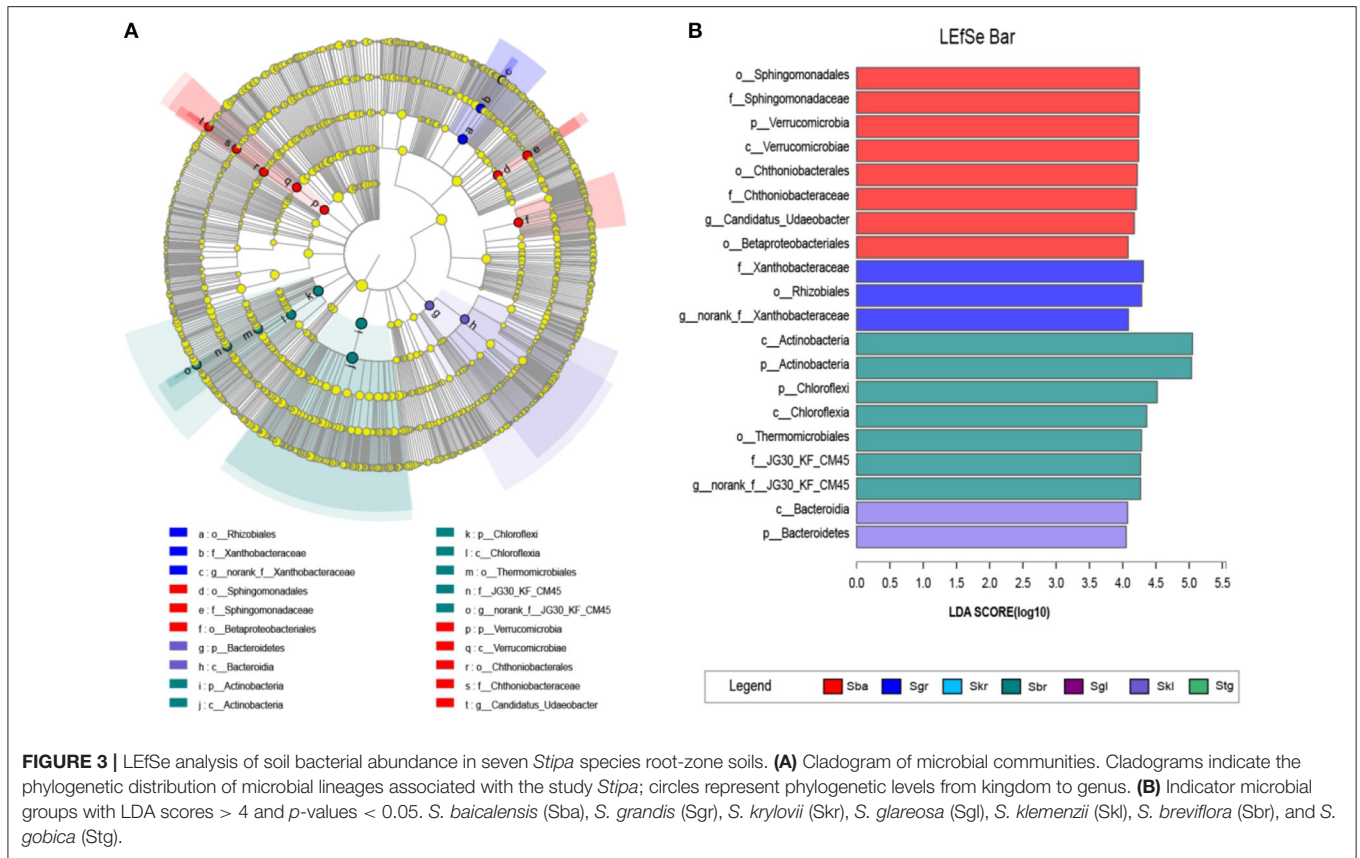 A
t
s
r
q
p
c
b
a
e
d
f
k
l
m
n
o
i
j
g
h
a : o__Rhizobiales
b : f__Xanthobacteraceae
c : g__norank_f__Xanthobacteraceae
d : o__Sphingomonadales
e : f__Sphingomonadaceae
f : o__Betaproteobacteriales
g : p__Bacteroidetes
h : c__Bacteroidia
i : p__Actinobacteria
j : c__Actinobacteria
k : p__Chloroflexi
l : c__Chloroflexia
m : o__Thermomicrobiales
n : f__JG30_KF_CM45
o : g__norank_f__JG30_KF_CM45
p : p__Verrucomicrobia
q : c__Verrucomicrobiae
r : o__Chthoniobacterales
s : f__Chthoniobacteraceae
t : g__Candidatus_Udaeobacter
B
LEfSe Bar
o__Sphingomonadales
f__Sphingomonadaceae
p__Verrucomicrobia
c__Verrucomicrobiae
o__Chthoniobacterales
f__Chthoniobacteraceae
g__Candidatus_Udaeobacter
o__Betaproteobacteriales
f__Xanthobacteraceae
o__Rhizobiales
g__norank_f__Xanthobacteraceae
c__Actinobacteria
p__Actinobacteria
p__Chloroflexi
c__Chloroflexia
o__Thermomicrobiales
f__JG30_KF_CM45
g__norank_f__JG30_KF_CM45
c__Bacteroidia
p__Bacteroidetes
0.0 0.5 1.0 1.5 2.0 2.5 3.0 3.5 4.0 4.5 5.0 5.5
LDA SCORE(log10)
Legend Sba Sgr Skr Sbr Sgl Skl Stg
FIGURE 3 | LEfSe analysis of soil bacterial abundance in seven Stipa species root-zone soils. (A) Cladogram of microbial communities. Cladograms indicate the
phylogenetic distribution of microbial lineages associated with the study Stipa; circles represent phylogenetic levels from kingdom to genus. (B) Indicator microbial
groups with LDA scores > 4 and p-values < 0.05. S. baicalensis (Sba), S. grandis (Sgr), S. krylovii (Skr), S. glareosa (Sgl), S. klemenzii (Skl), S. breviflora (Sbr), and S.
gobica (Stg).